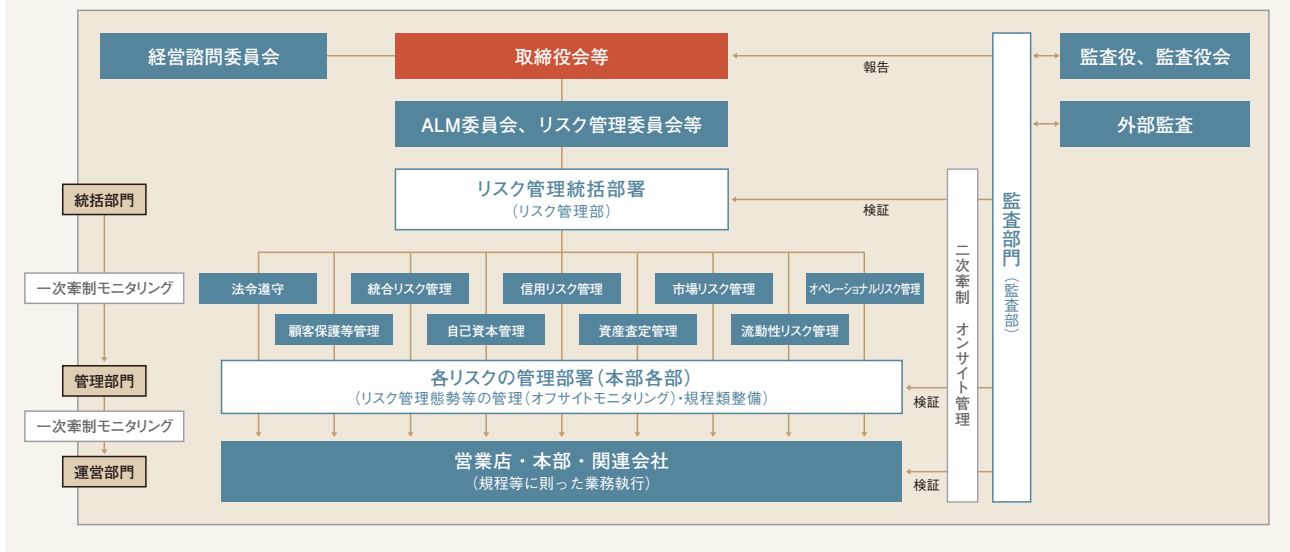 経営諮問委員会
取締役会等
報告
監査役、監査役会
ALM委員会、リスク管理委員会等
外部監査
統括部門
リスク管理統括部署
(リスク管理部)
検証
一次牽制モニタリング
法令遵守
統合リスク管理
信用リスク管理
市場リスク管理
オペレーショナルリスク管理
顧客保護等管理
自己資本管理
資産査定管理
流動性リスク管理
管理部門
各リスクの管理部署(本部各部)
(リスク管理態勢等の管理(オフサイトモニタリング)・規程類整備)
検証
一次牽制モニタリング
運営部門
営業店・本部・関連会社
(規程等に則った業務執行)
検証
二次牽制 オンサイト管理
監査部門(監査部)